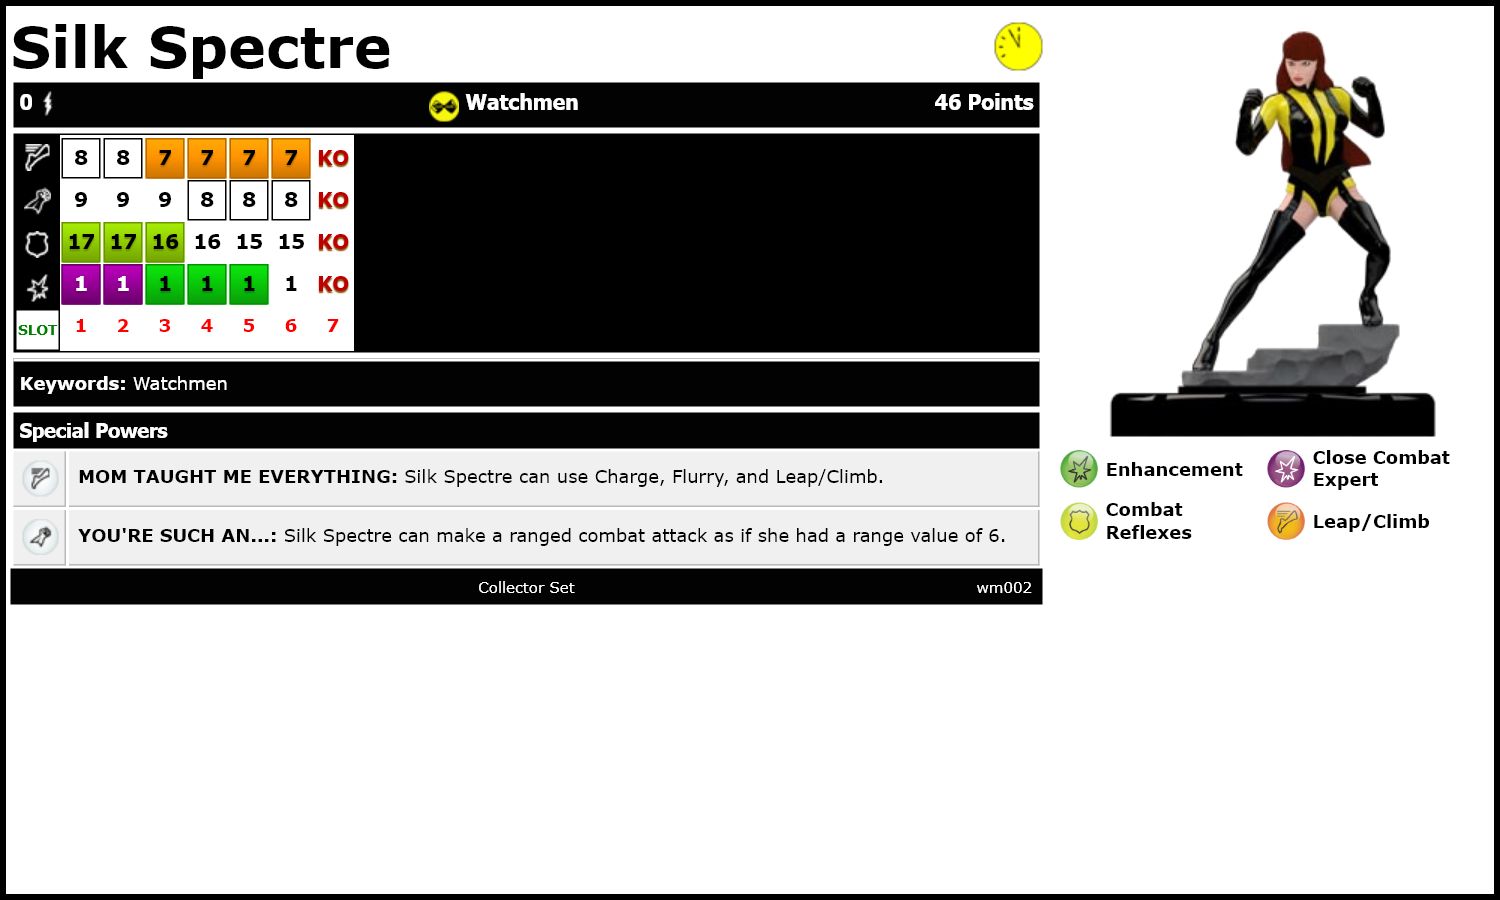 Silk Spectre
0 Watchmen 46 Points
8 8 7 7 7 7 KO
9 9 9 8 8 8 KO
17 17 16 16 15 15 KO
1 1 1 1 1 1 KO
SLOT 1 2 3 4 5 6 7
Keywords: Watchmen
Special Powers
MOM TAUGHT ME EVERYTHING: Silk Spectre can use Charge, Flurry, and Leap/Climb.
YOU'RE SUCH AN...: Silk Spectre can make a ranged combat attack as if she had a range value of 6.
Collector Set wm002
Enhancement
Close Combat
Expert
Combat
Reflexes
Leap/Climb